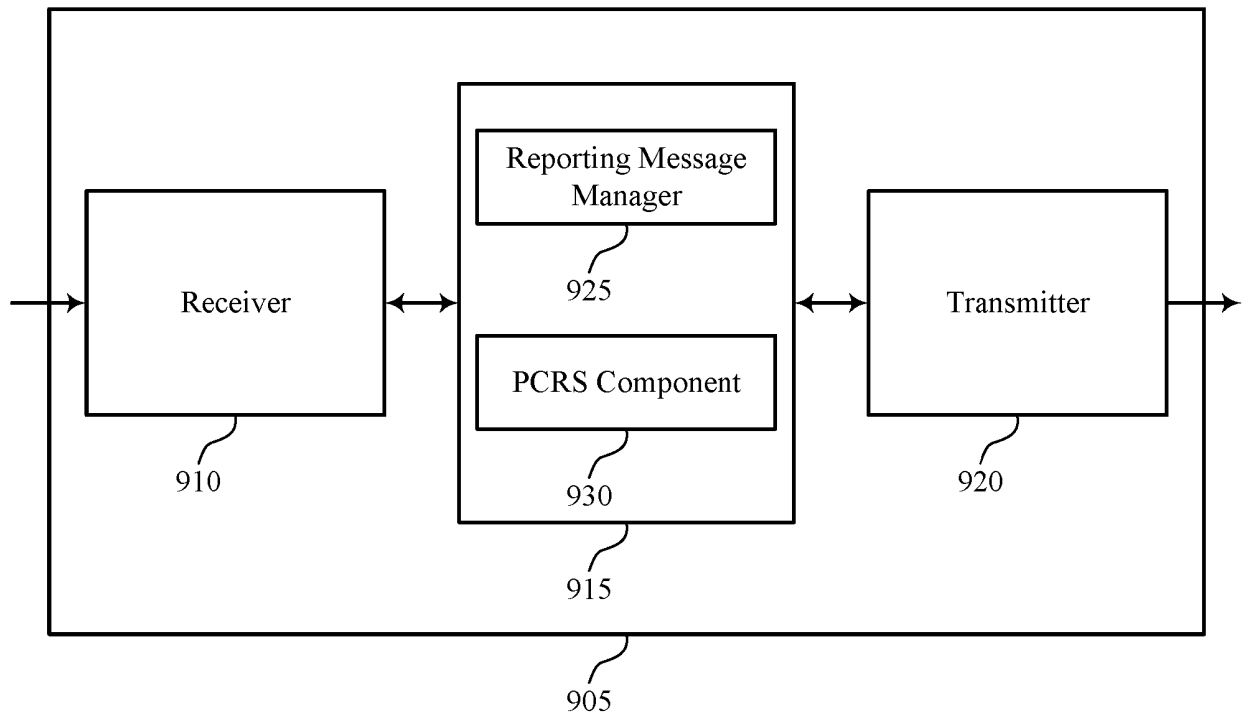 Reporting Message
Manager
925
Receiver
910
PCRS Component
930
Transmitter
920
915
905